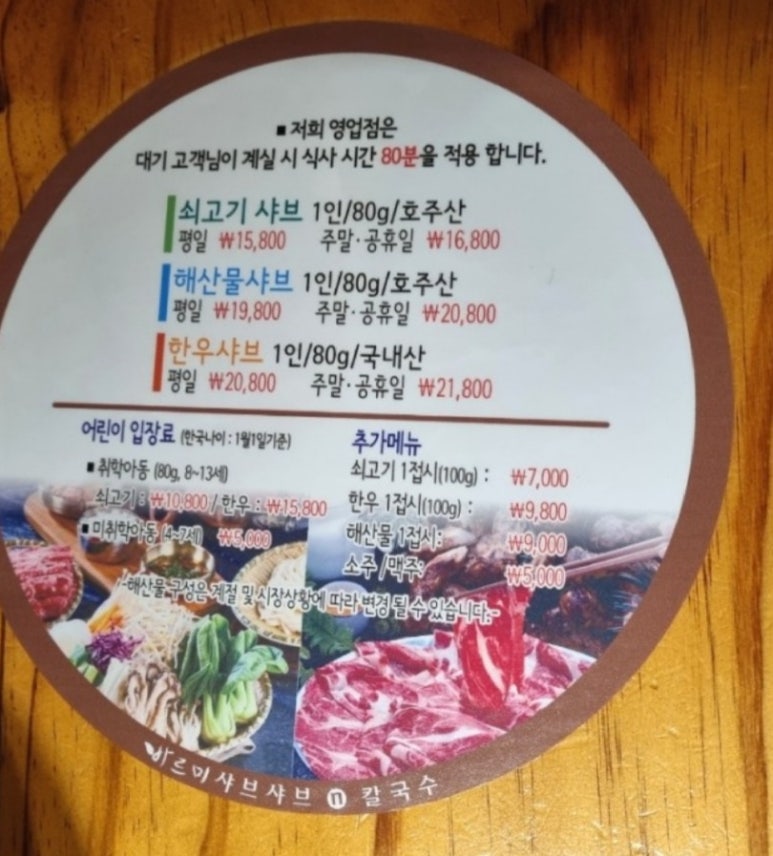 ■ 저희 영업점은
대기 고객님이 계실 시 식사 시간 80분을 적용 합니다.
쇠고기 샤브 1인/80g/호주산
평일 ₩15,800 주말·공휴일 ₩16,800
해산물샤브 1인/80g/호주산
평일 ₩19,800 주말·공휴일 ₩20,800
한우샤브 1인/80g/국내산
평일 ₩20,800 주말·공휴일 ₩21,800
어린이 입장료 (한국나이 : 1월1일기준)
■ 취학아동 (80g, 8~13세)
쇠고기 : ₩10,800 / 한우 : ₩15,800
■ 미취학아동 (4~7세) ₩5,000
추가메뉴
쇠고기 1접시(100g) : ₩7,000
한우 1접시(100g) : ₩9,800
해산물 1접시: ₩9,000
소주 /맥주: ₩5,000
-해산물 구성은 계절 및 시장상황에 따라 변경 될 수 있습니다.-
바르미샤브샤브 n 칼국수